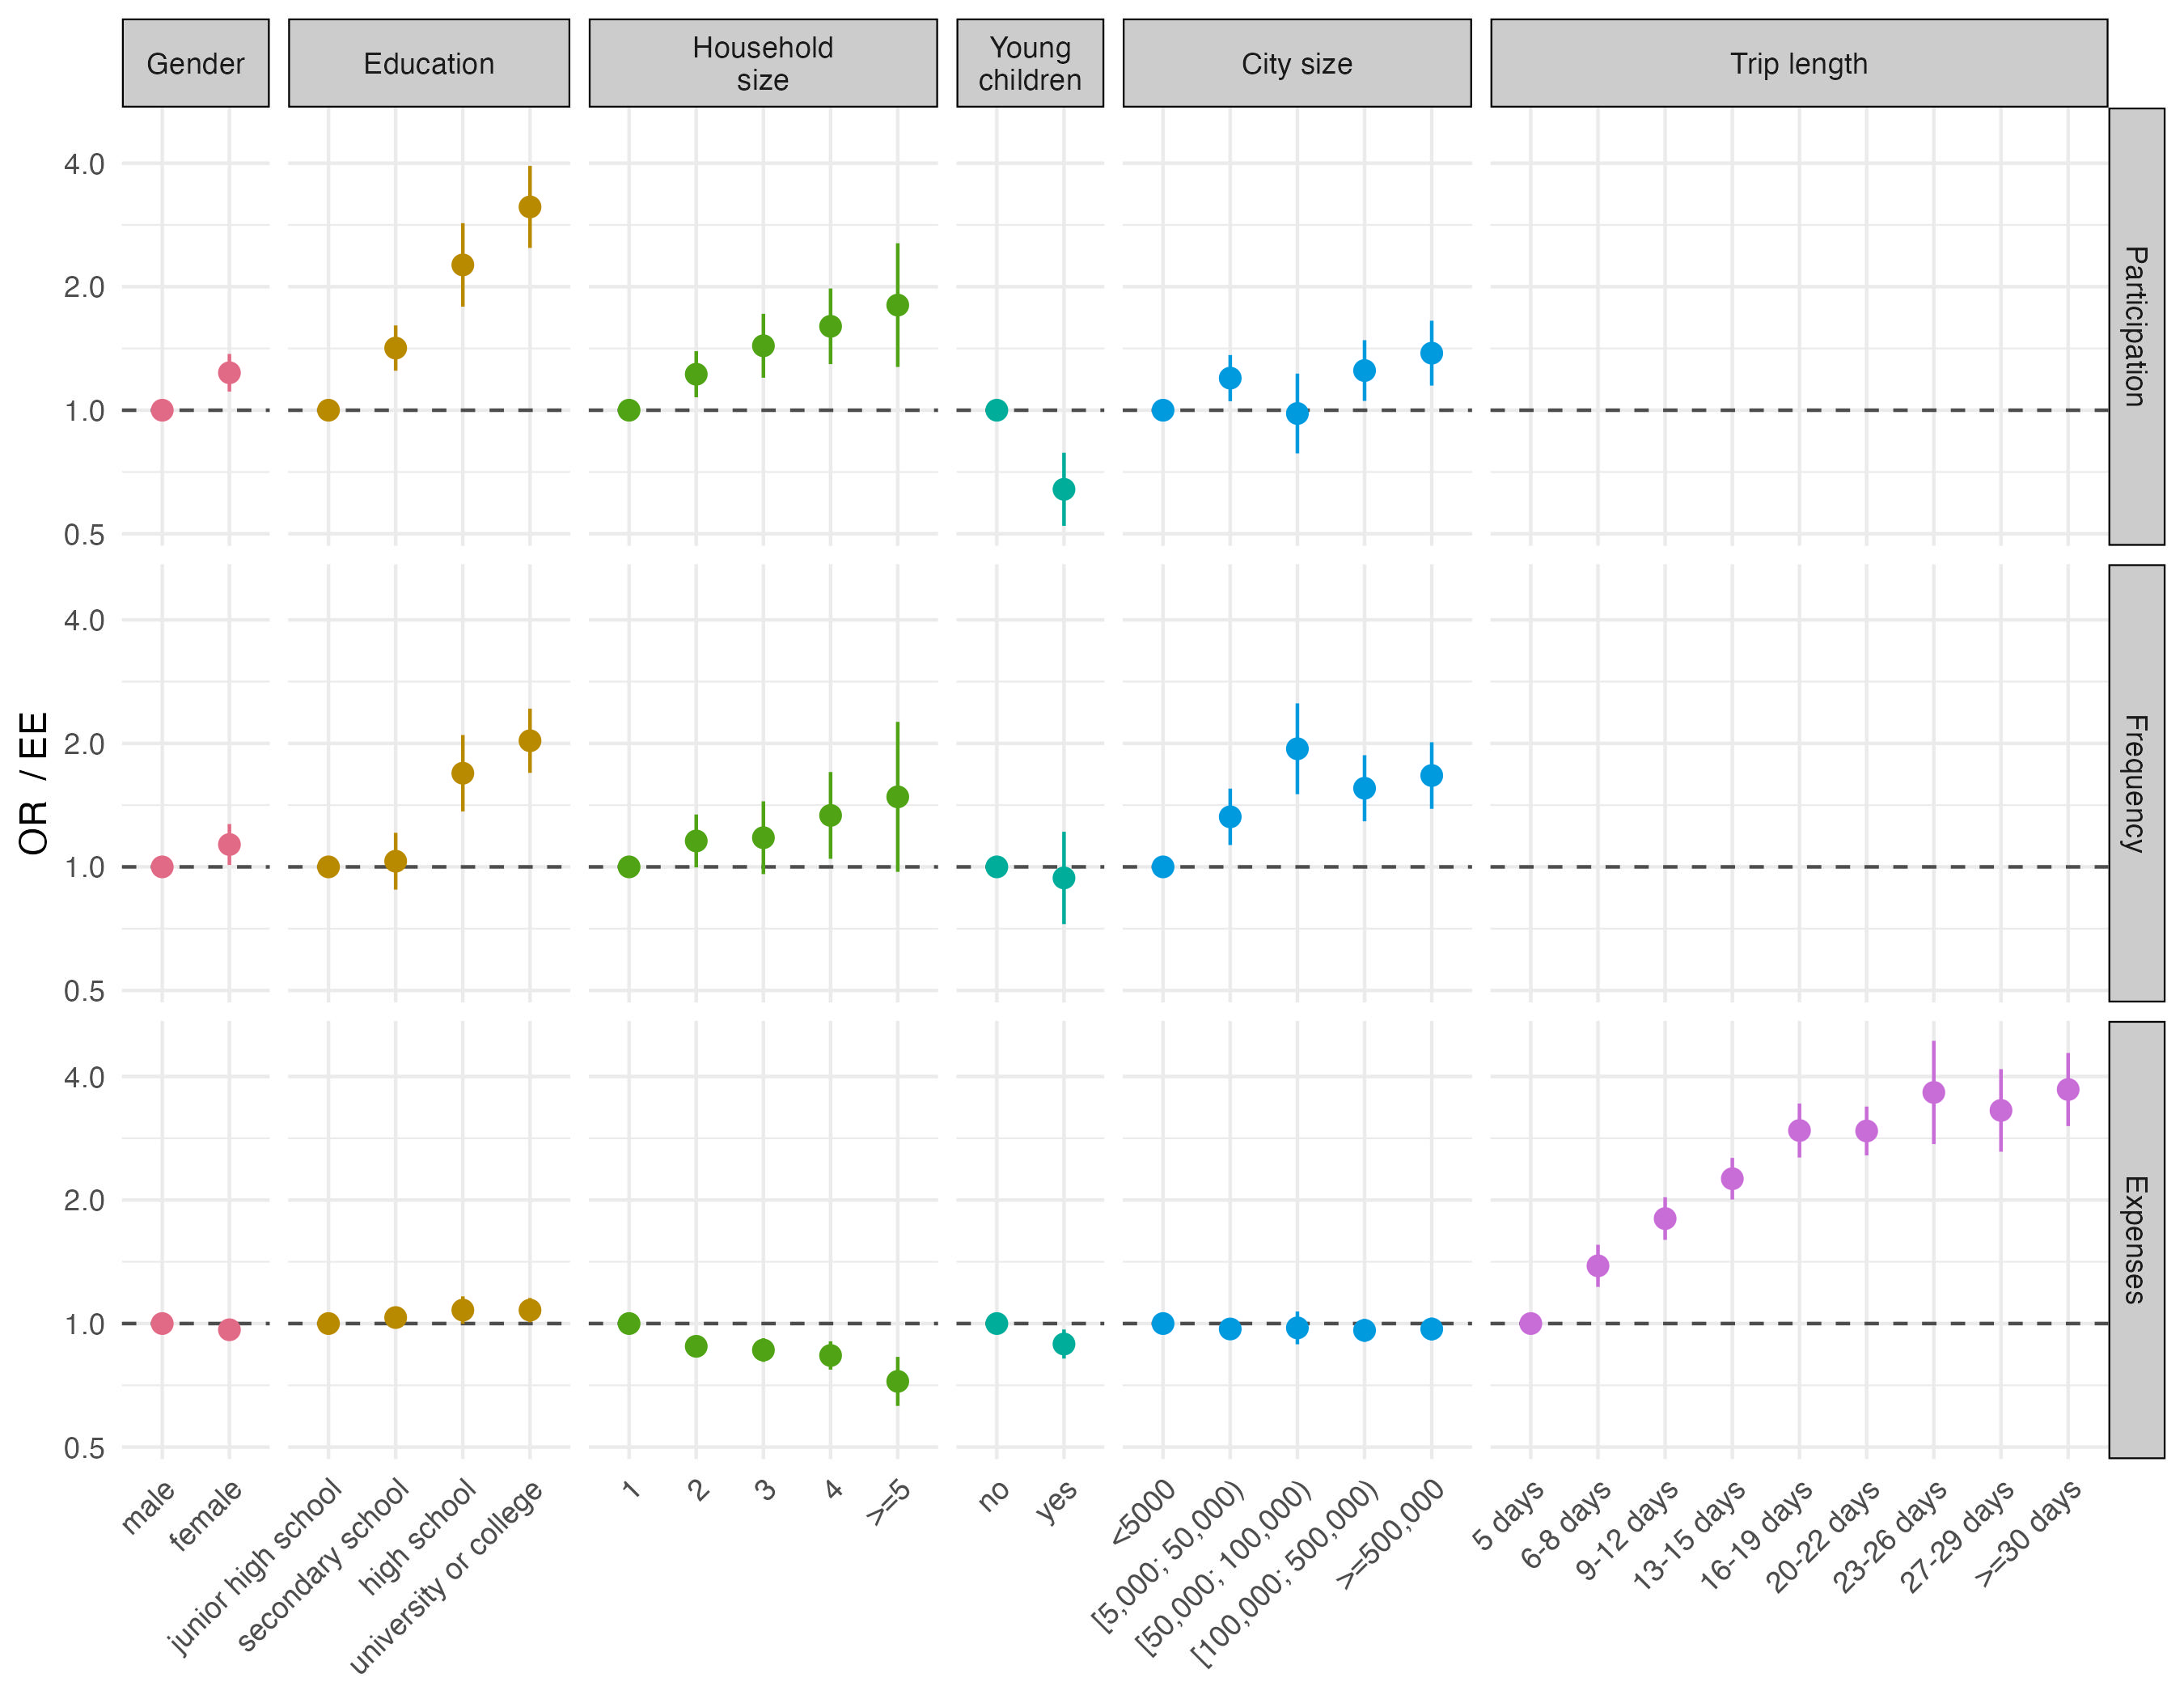 Gender
Education
Household
size
Young
children
City size
Trip length
4.0
2.0
1.0
0.5
Participation
4.0
2.0
1.0
0.5
Frequency
4.0
2.0
1.0
0.5
Expenses
OR / EE
male
female
junior high school
secondary school
high school
university or college
1
2
3
4
>=5
no
yes
<5000
[5,000; 50,000)
[50,000; 100,000)
[100,000; 500,000)
>=500,000
5 days
6-8 days
9-12 days
13-15 days
16-19 days
20-22 days
23-26 days
27-29 days
>=30 days